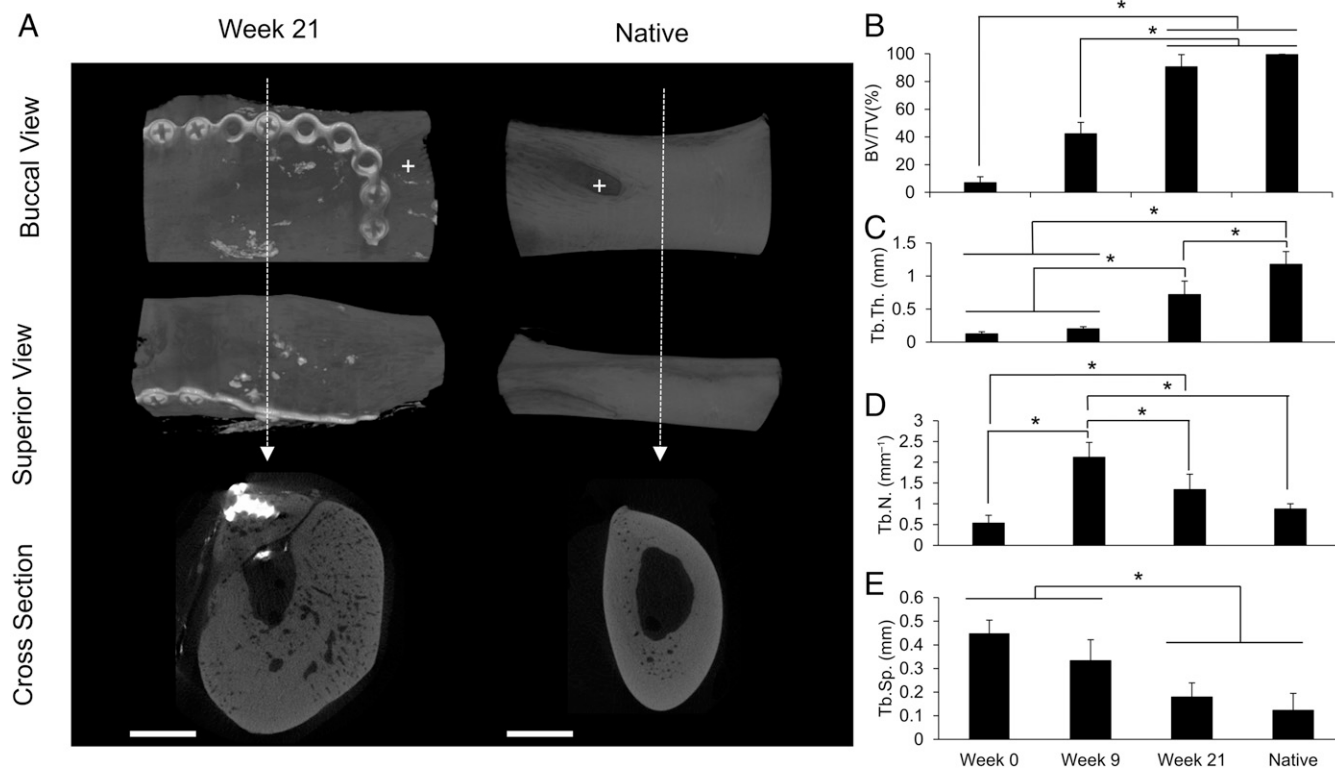 A
Week 21
Native
Buccal View
Superior View
Cross Section
+
+
B
*
*
BV/TV(%)
100
80
60
40
20
0
C
*
*
*
Tb.Th. (mm)
1.5
1
0.5
0
D
*
*
*
*
Tb.N. (mm⁻¹)
3
2.5
2
1.5
1
0.5
0
E
*
Tb.Sp. (mm)
0.6
0.5
0.4
0.3
0.2
0.1
0
Week 0 Week 9 Week 21 Native